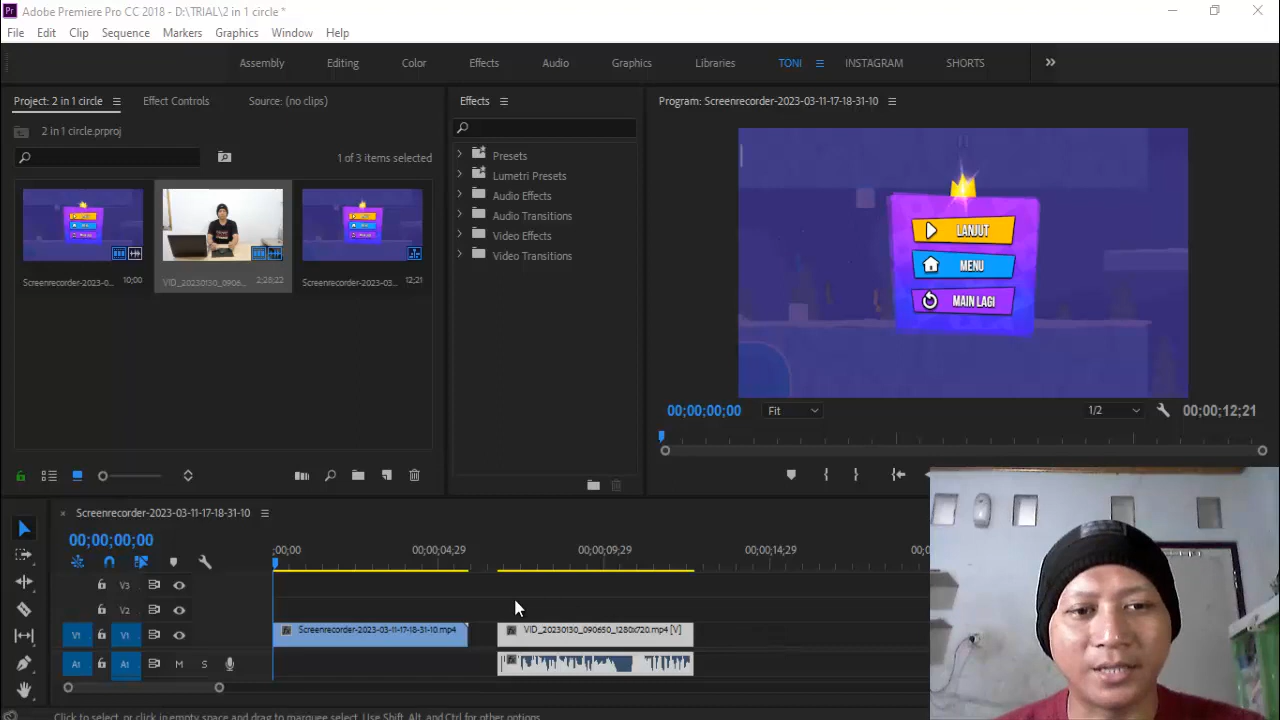 Pr Adobe Premiere Pro CC 2018 - D:\TRIAL\2 in 1 circle *
File Edit Clip Sequence Markers Graphics Window Help
Assembly Editing Color Effects Audio Graphics Libraries TONI INSTAGRAM SHORTS
Project: 2 in 1 circle Effect Controls Source: (no clips)
2 in 1 circle.prproj
1 of 3 items selected
Screenrecorder-2023-0... 10;00
VID_20230130_0906... 2;28;22
Screenrecorder-2023-03... 12;21
Effects
Presets
Lumetri Presets
Audio Effects
Audio Transitions
Video Effects
Video Transitions
Program: Screenrecorder-2023-03-11-17-18-31-10
LANJUT
MENU
MAIN LAGI
00;00;00;00 Fit 1/2 00;00;12;21
× Screenrecorder-2023-03-11-17-18-31-10
00;00;00;00
;00;00 00;00;04;29 00;00;09;29 00;00;14;29
V3
V2
V1 V1 Screenrecorder-2023-03-11-17-18-31-10.mp4 VID_20230130_090650_1280x720.mp4 [V]
A1 A1 M S
Click to select, or click in empty space and drag to marquee select. Use Shift, Alt, and Ctrl for other options.